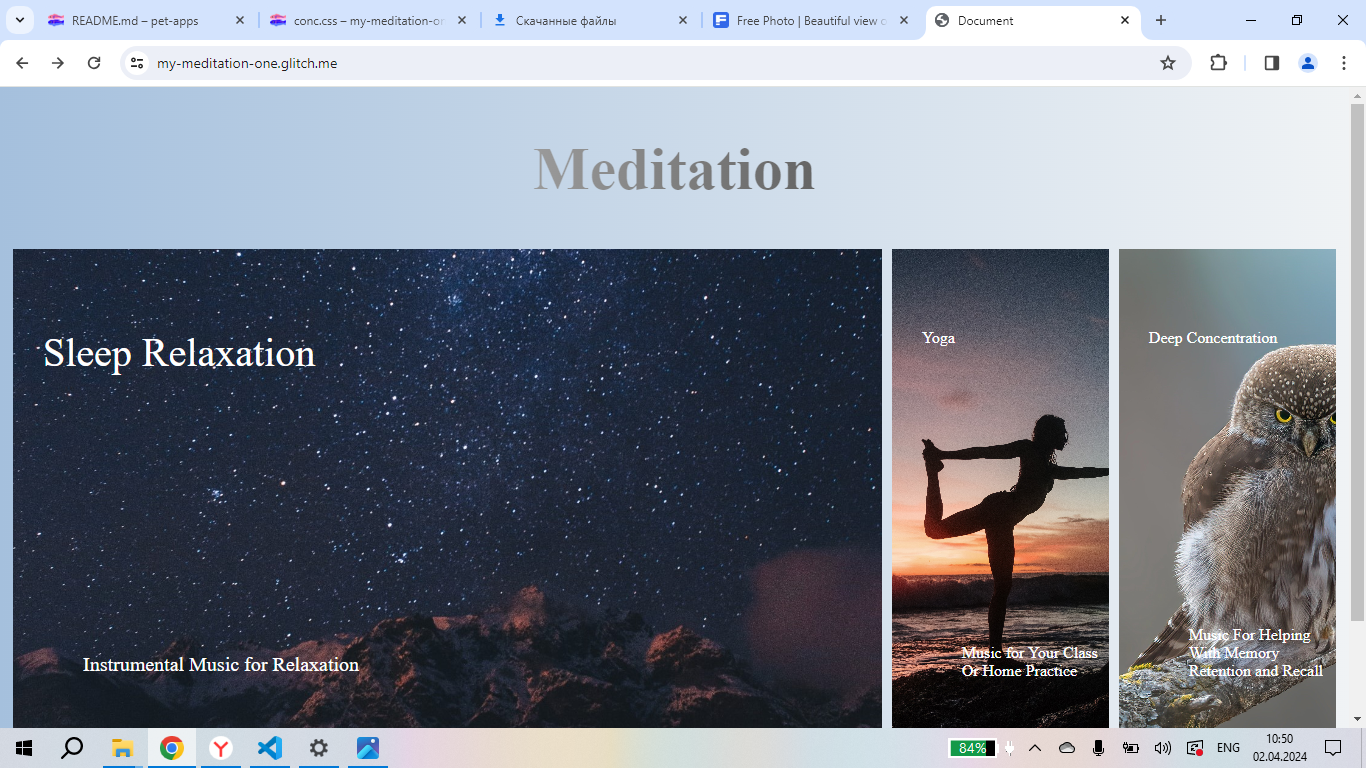 README.md – pet-apps
conc.css – my-meditation-or
Скачанные файлы
Free Photo | Beautiful view o
Document
my-meditation-one.glitch.me
Meditation
Sleep Relaxation
Instrumental Music for Relaxation
Yoga
Music for Your Class
Or Home Practice
Deep Concentration
Music For Helping
With Memory
Retention and Recall
84%
ENG
10:50
02.04.2024